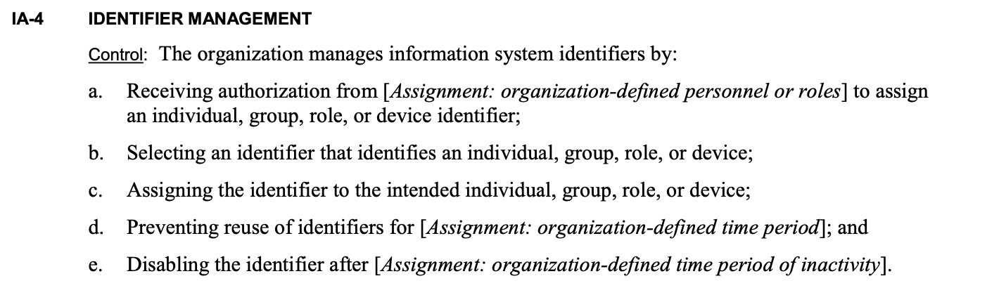 IA-4 IDENTIFIER MANAGEMENT
Control: The organization manages information system identifiers by:
a. Receiving authorization from [Assignment: organization-defined personnel or roles] to assign
an individual, group, role, or device identifier;
b. Selecting an identifier that identifies an individual, group, role, or device;
c. Assigning the identifier to the intended individual, group, role, or device;
d. Preventing reuse of identifiers for [Assignment: organization-defined time period]; and
e. Disabling the identifier after [Assignment: organization-defined time period of inactivity].